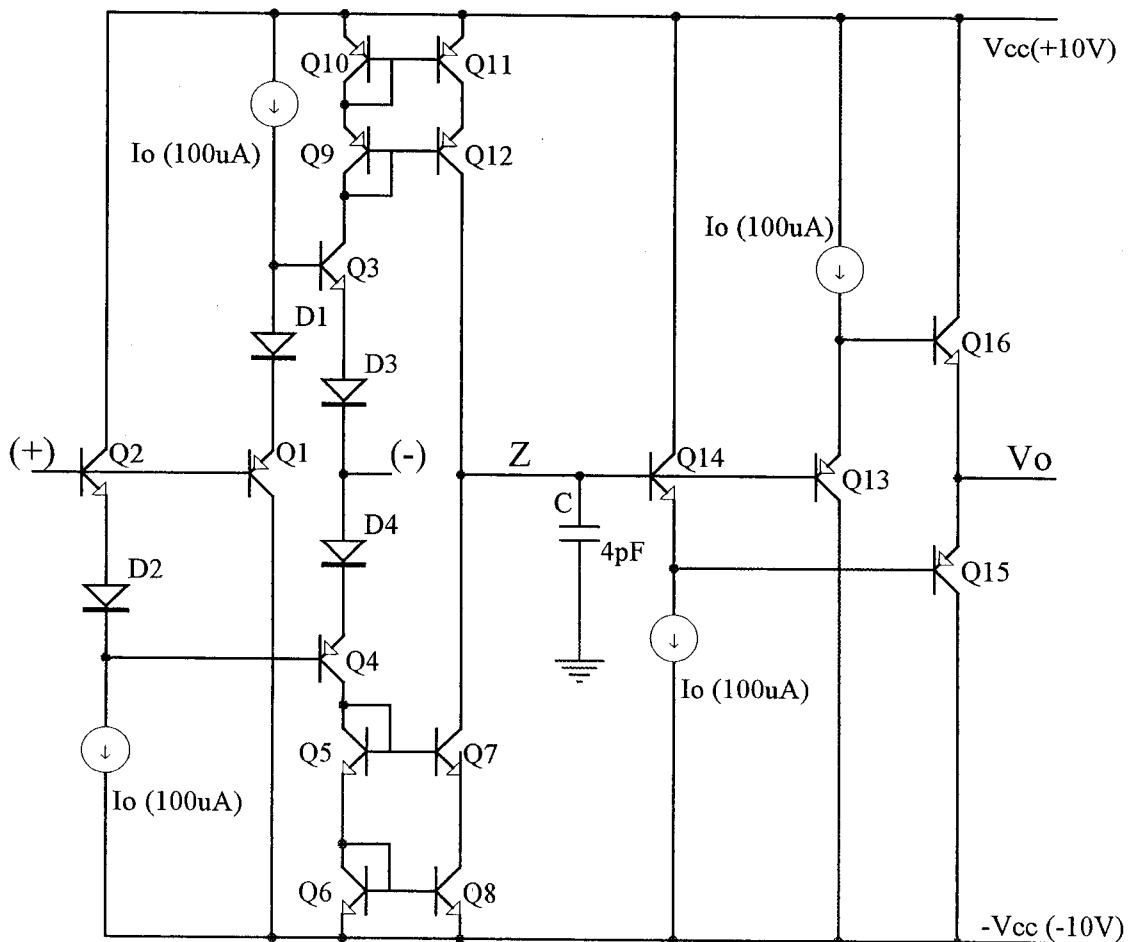 Vcc(+10V)
Q10
Q11
Io (100uA)
Q9
Q12
Io (100uA)
Q3
D1
Q16
D3
(+)
Q2
Q1
(-)
Z
Q14
Q13
Vo
C
4pF
D4
D2
Q15
Q4
Io (100uA)
Q5
Q7
Io (100uA)
Q6
Q8
-Vcc (-10V)